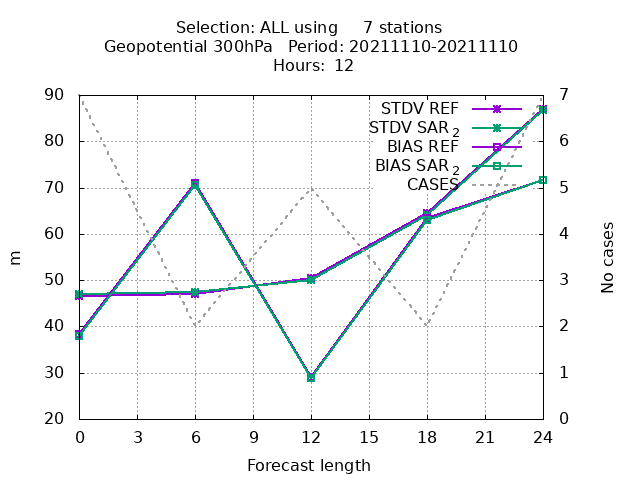 Selection: ALL using     7 stations
Geopotential 300hPa   Period: 20211110-20211110
Hours: 12
90
80
70
60
50
40
30
20
7
6
5
4
3
2
1
0
m
No cases
STDV REF
STDV SAR2
BIAS REF
BIAS SAR2
CASES
0 3 6 9 12 15 18 21 24
Forecast length